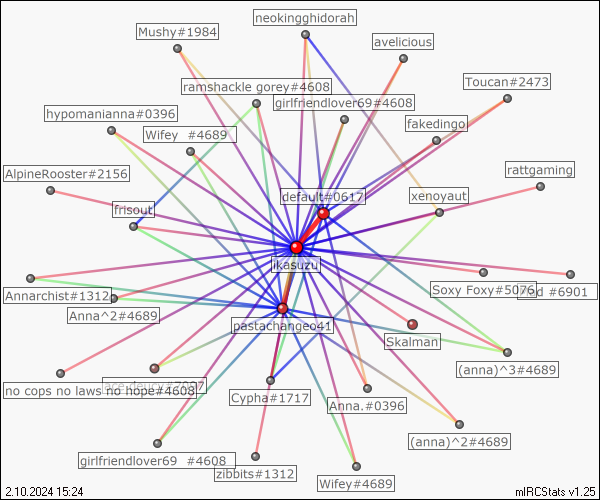 neokingghidorah
Mushy#1984
avelicious
Toucan#2473
ramshackle gorey#4608
girlfriendlover69#4608
hypomanianna#0396
fakedingo
Wifey #4689
AlpineRooster#2156
rattgaming
default#0617
xenoyaut
frisout
ikasuzu
Soxy Foxy#5076
#6901
Annarchist#1312
Anna^2#4689
pastachangeo41
Skalman
(anna)^3#4689
no cops no laws no hope#4608
Cypha#1717
Anna.#0396
(anna)^2#4689
girlfriendlover69 #4608
zibbits#1312
Wifey#4689
2.10.2024 15:24
mIRCStats v1.25